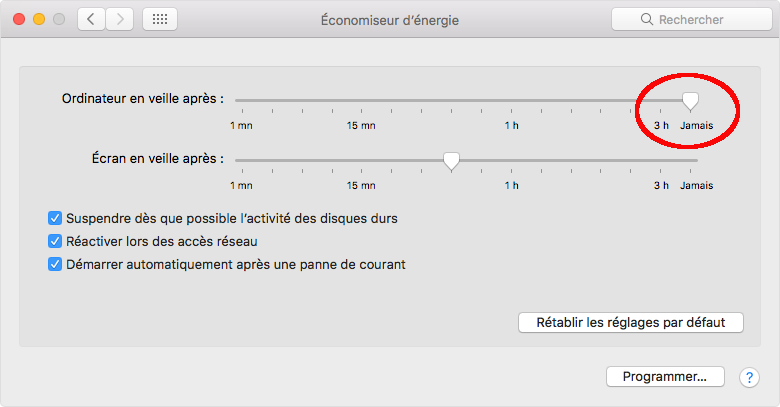 Économiseur d’énergie
Rechercher
Ordinateur en veille après :
1 mn 15 mn 1 h 3 h Jamais
Écran en veille après :
1 mn 15 mn 1 h 3 h Jamais
Suspendre dès que possible l’activité des disques durs
Réactiver lors des accès réseau
Démarrer automatiquement après une panne de courant
Rétablir les réglages par défaut
Programmer... ?